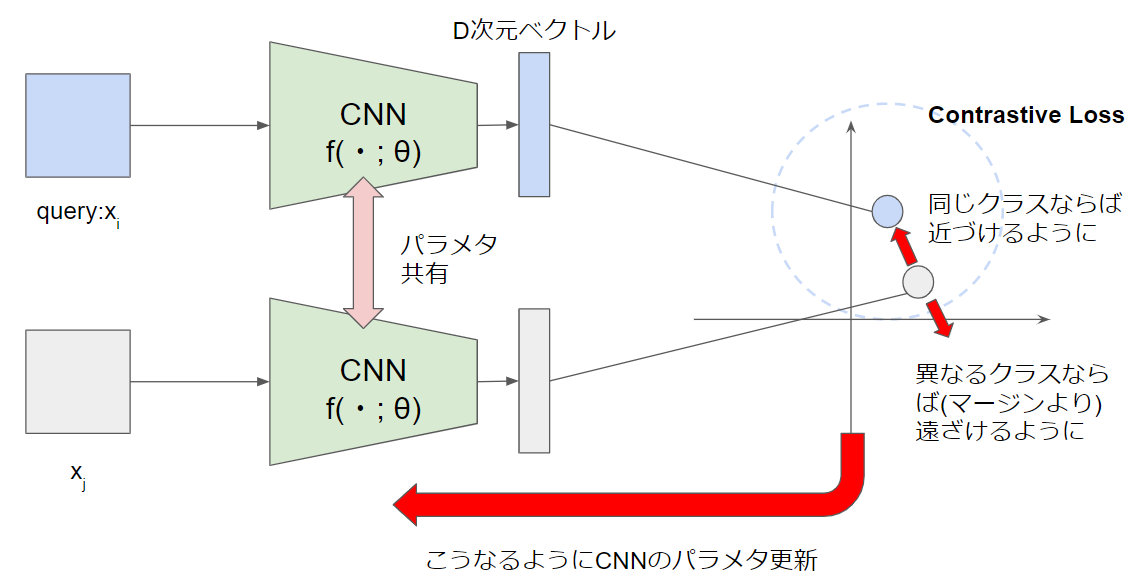 D次元ベクトル
CNN
f(・; θ)
query:xi
Contrastive Loss
同じクラスならば
近づけるように
パラメタ
共有
CNN
f(・; θ)
xj
異なるクラスなら
ば(マージンより)
遠ざけるように
こうなるようにCNNのパラメタ更新